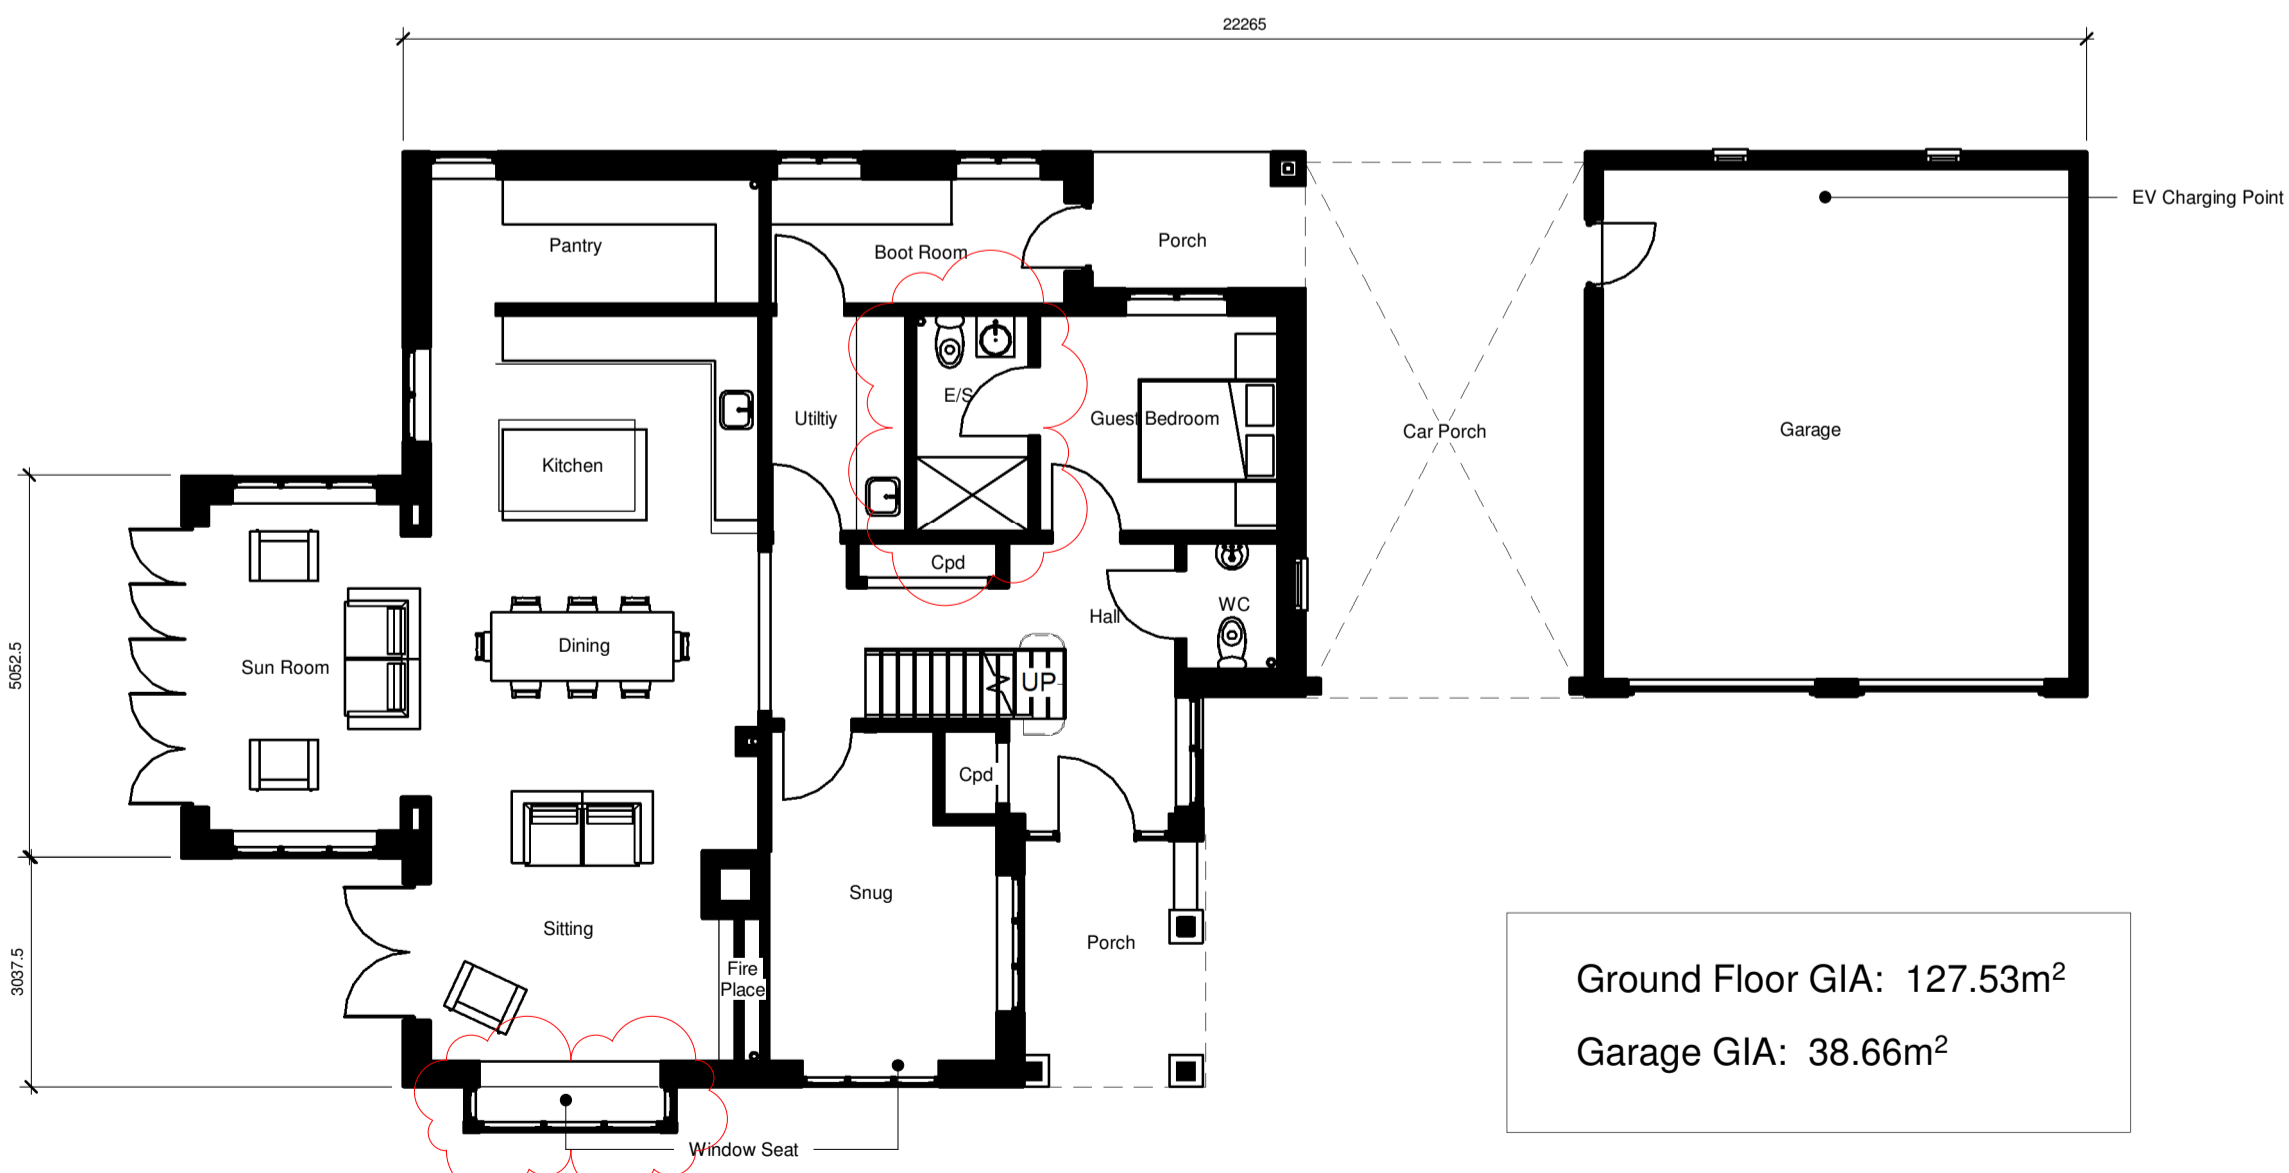 22265
EV Charging Point
Pantry
Boot Room
Porch
E/S
Utiltiy
Guest Bedroom
Car Porch
Garage
Kitchen
Cpd
Hall
WC
Dining
Sun Room
5052.5
UP
Cpd
Snug
Sitting
Porch
Fire
Place
3037.5
Ground Floor GIA: 127.53m²
Garage GIA: 38.66m²
Window Seat